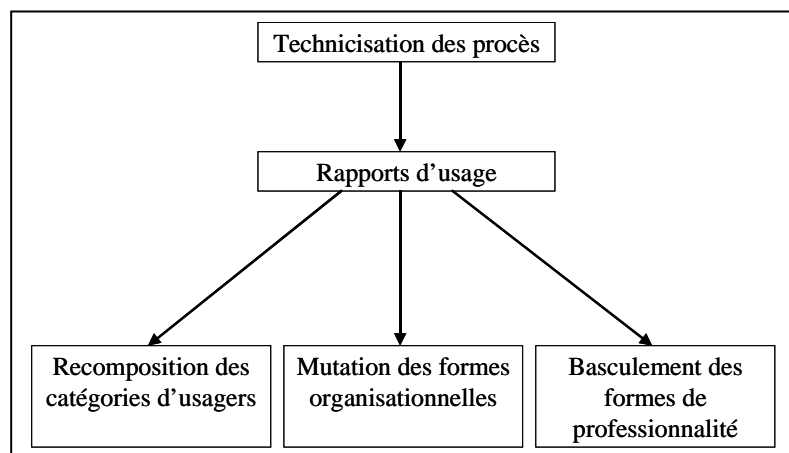 Technicisation des procès
Rapports d’usage
Recomposition des
catégories d’usagers
Mutation des formes
organisationnelles
Basculement des
formes de
professionnalité